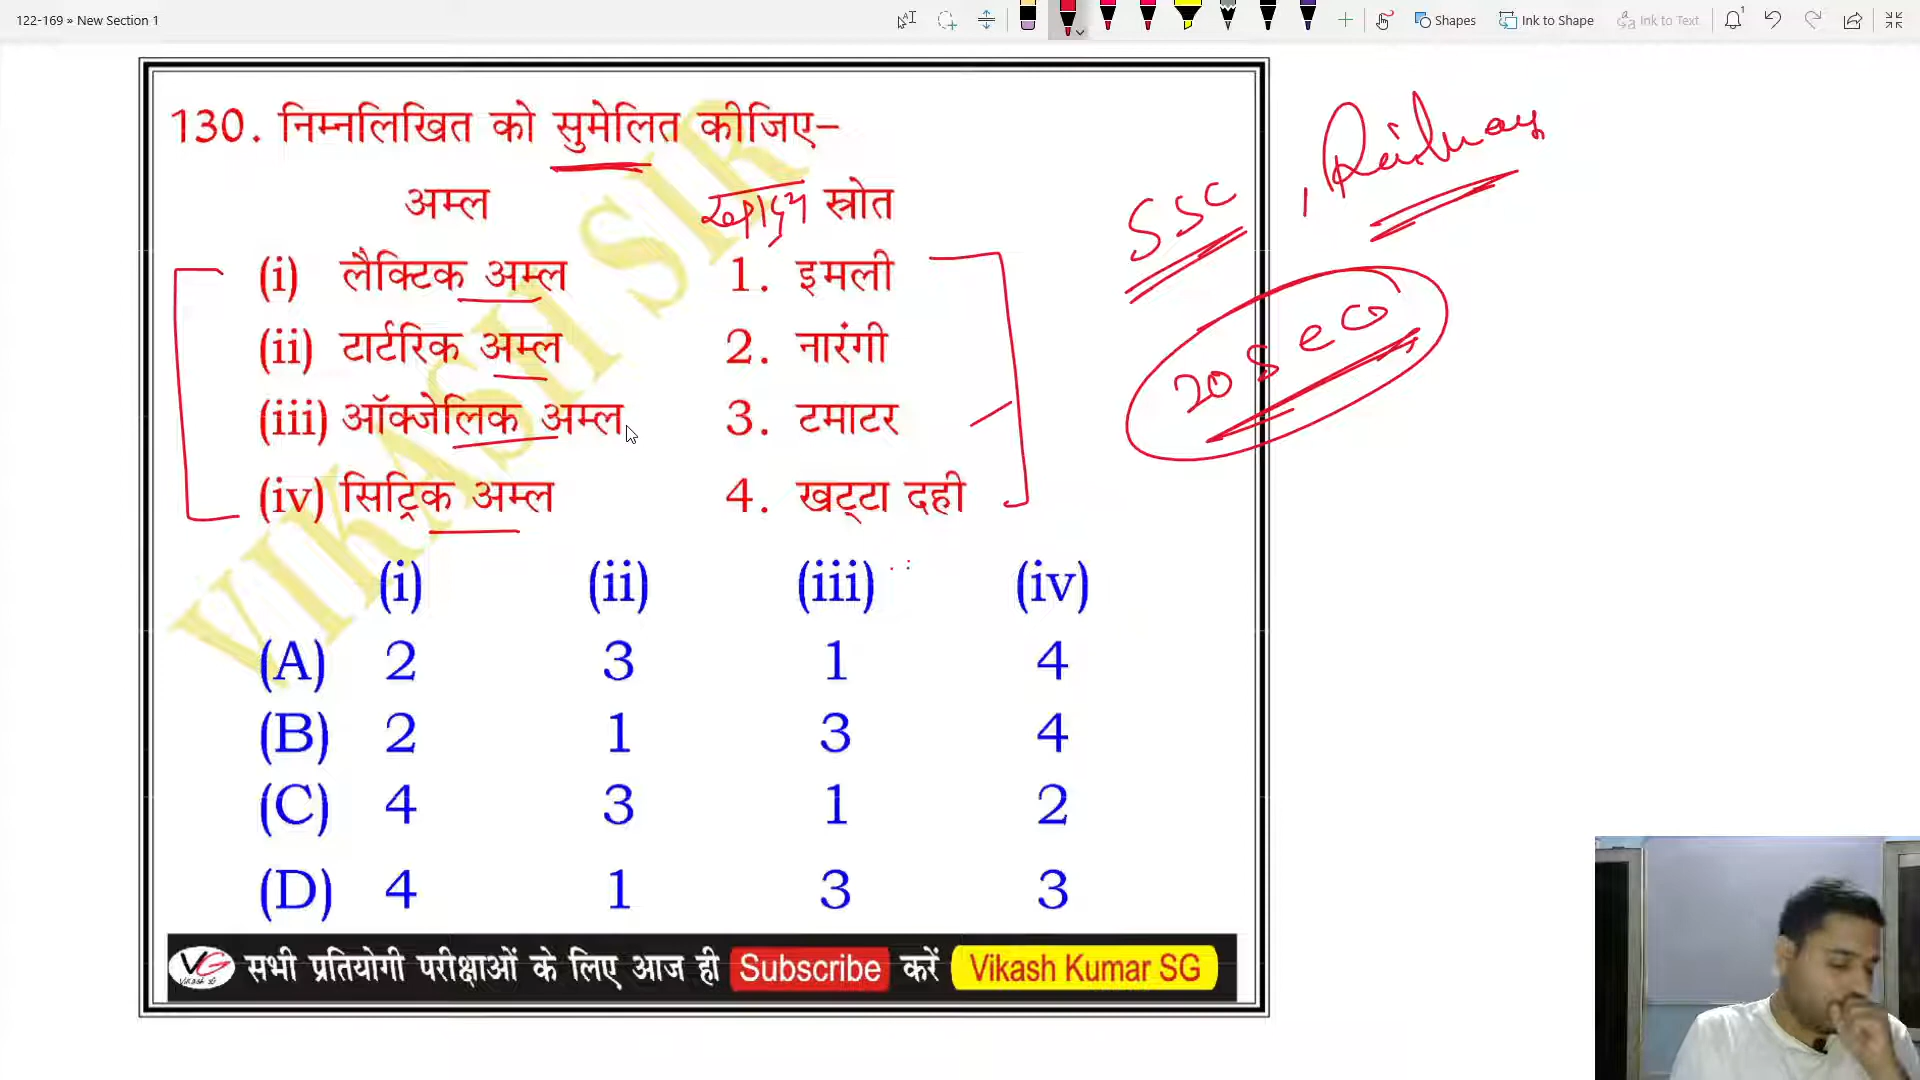 122-169 » New Section 1
Shapes Ink to Shape Ink to Text
130. निम्नलिखित को सुमेलित कीजिए–
अम्ल खाद्य स्रोत
(i) लैक्टिक अम्ल 1. इमली
(ii) टार्टरिक अम्ल 2. नारंगी
(iii) ऑक्जेलिक अम्ल 3. टमाटर
(iv) सिट्रिक अम्ल 4. खट्टा दही
(i) (ii) (iii) (iv)
(A) 2 3 1 4
(B) 2 1 3 4
(C) 4 3 1 2
(D) 4 1 3 3
SSC , Railway
20 Sec
VIKASH SIR
VG सभी प्रतियोगी परीक्षाओं के लिए आज ही Subscribe करें Vikash Kumar SG